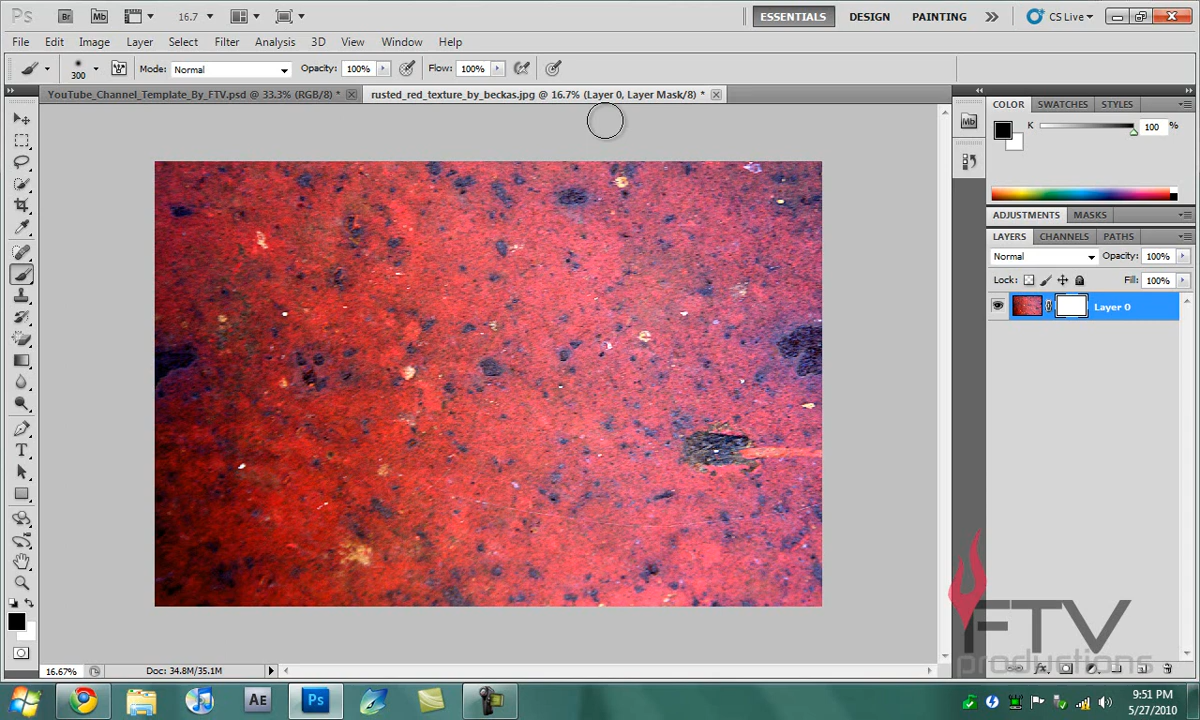 Ps Br Mb 16.7 ESSENTIALS DESIGN PAINTING CS Live
File Edit Image Layer Select Filter Analysis 3D View Window Help
300 Mode: Normal Opacity: 100% Flow: 100%
YouTube_Channel_Template_By_FTV.psd @ 33.3% (RGB/8) * rusted_red_texture_by_beckas.jpg @ 16.7% (Layer 0, Layer Mask/8) *
Mb
COLOR SWATCHES STYLES
K 100 %
ADJUSTMENTS MASKS
LAYERS CHANNELS PATHS
Normal Opacity: 100%
Lock: Fill: 100%
Layer 0
T
FTV
productions
16.67% Doc: 34.8M/35.1M
fx
AE Ps
9:51 PM
5/27/2010